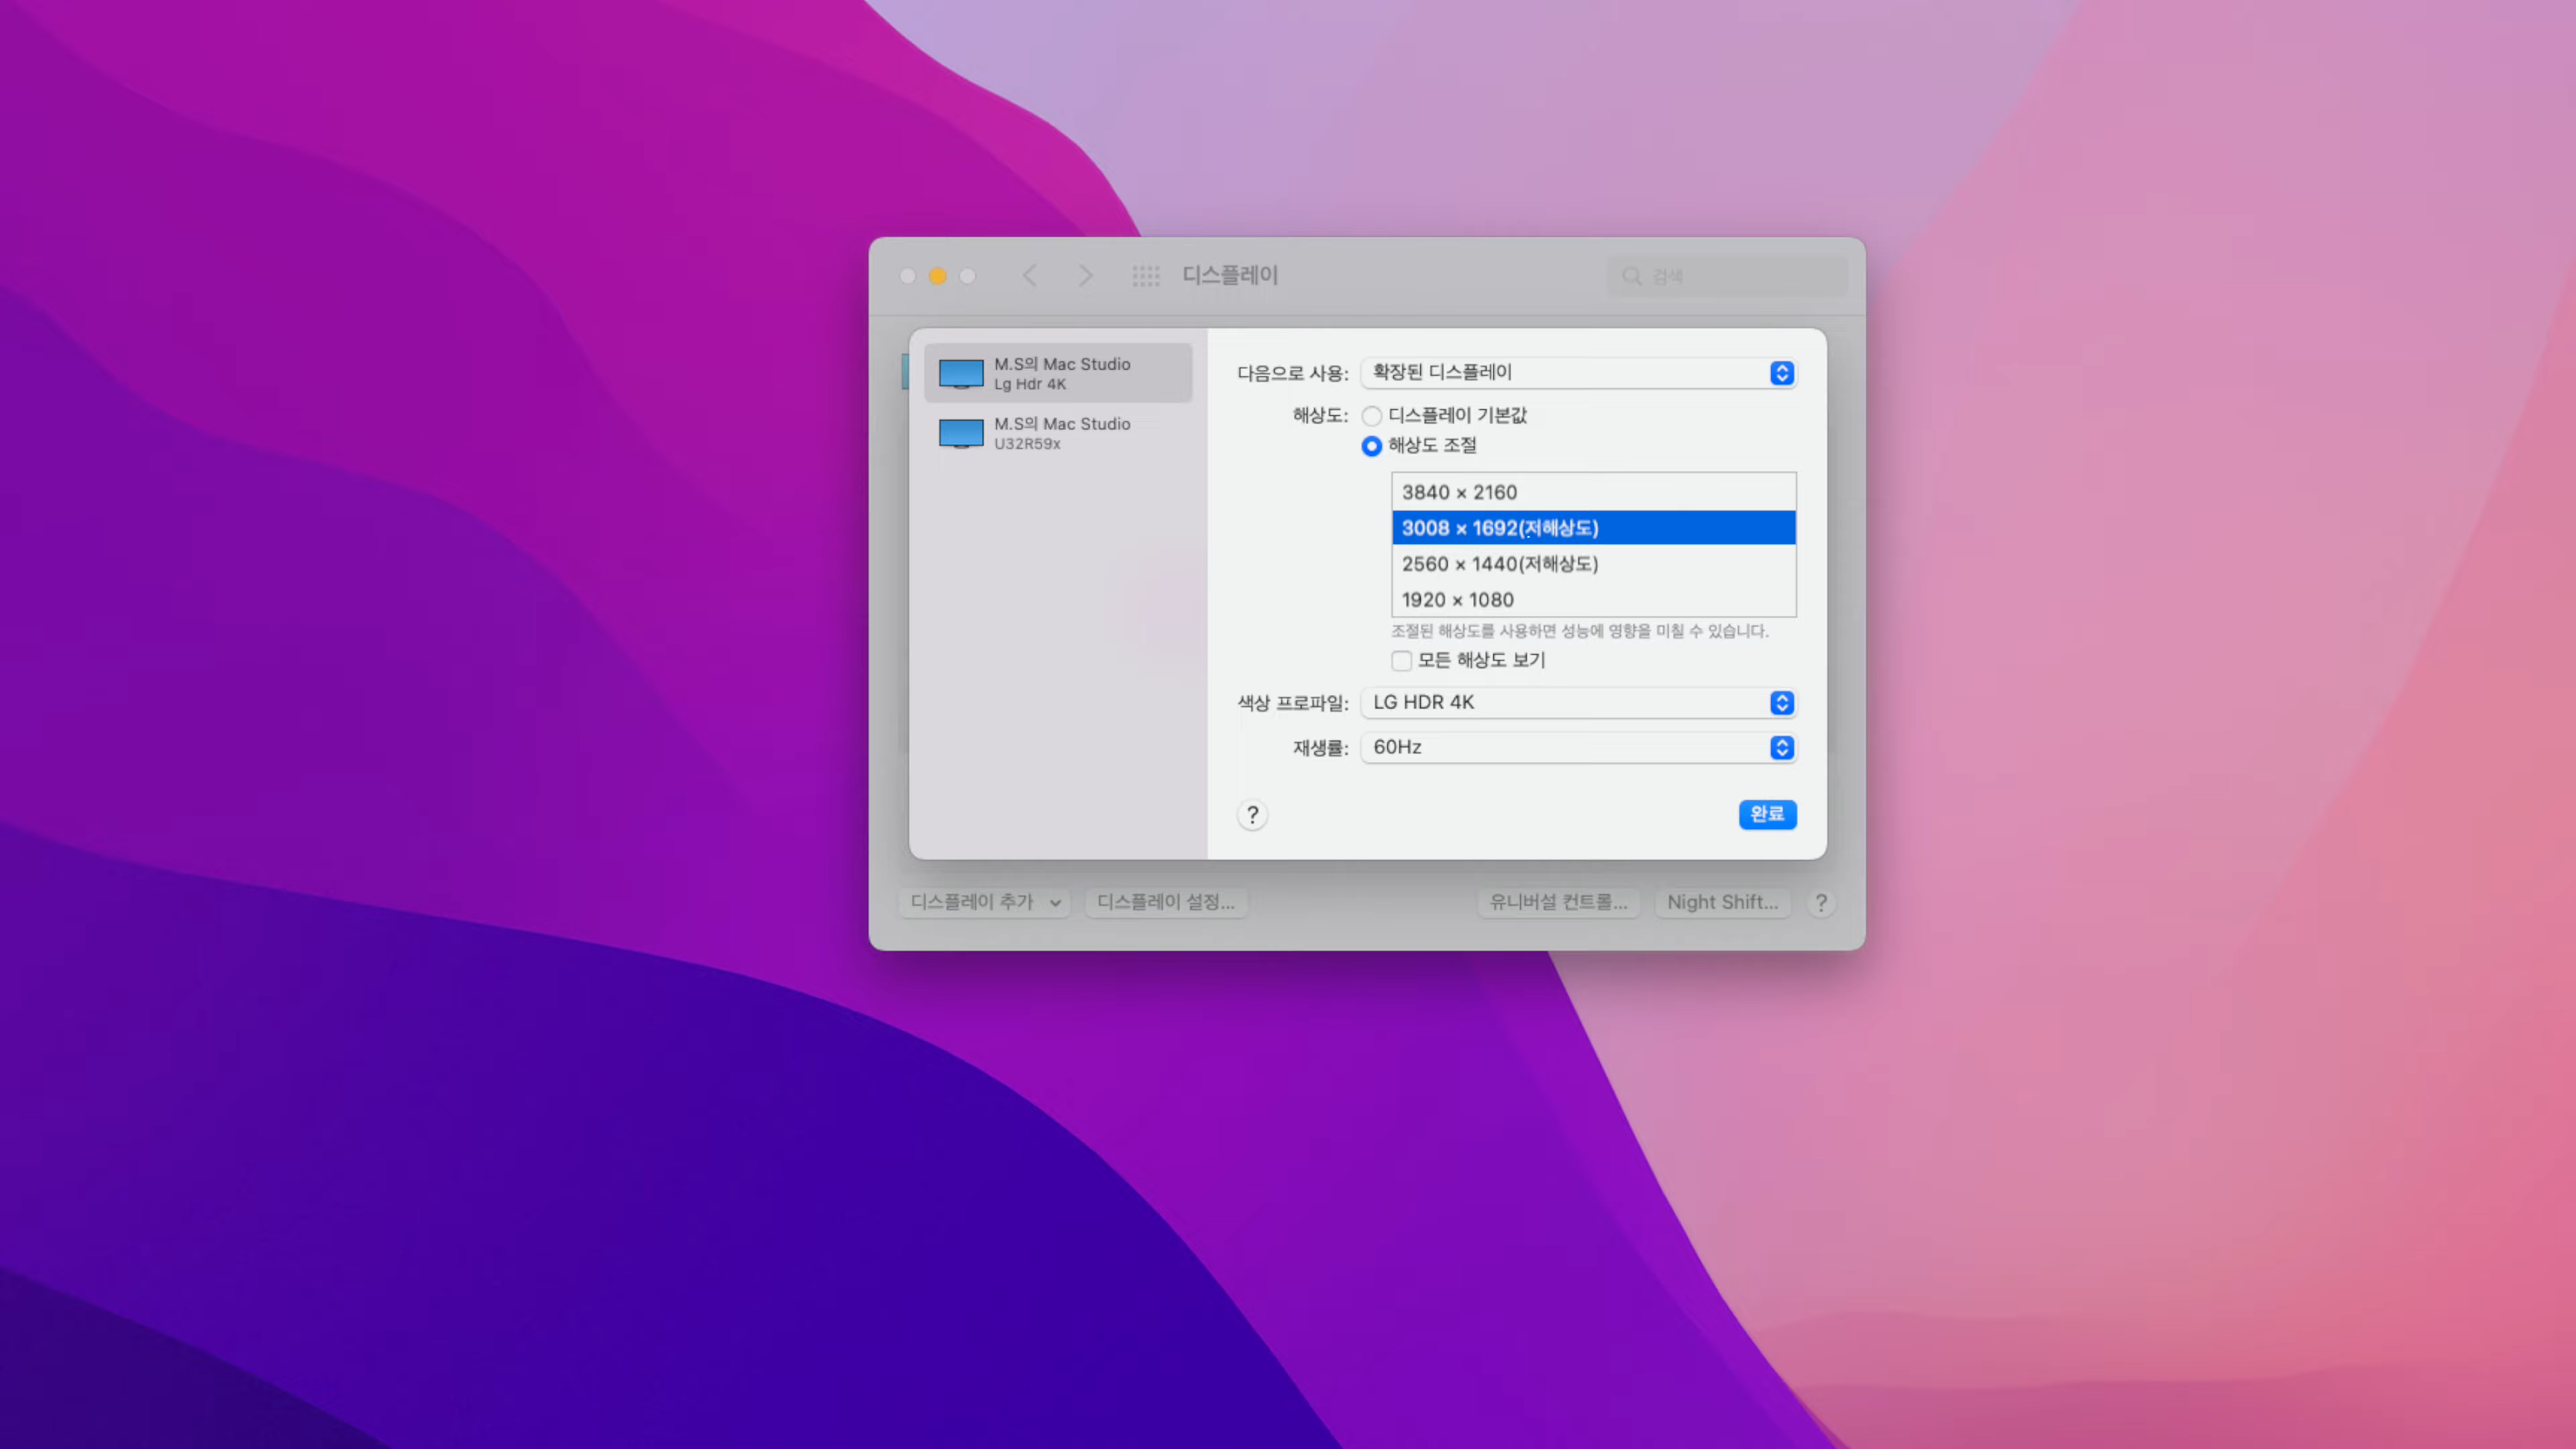 디스플레이
검색
M.S의 Mac Studio
Lg Hdr 4K
M.S의 Mac Studio
U32R59x
다음으로 사용: 확장된 디스플레이
해상도: 디스플레이 기본값
해상도 조절
3840 × 2160
3008 × 1692(저해상도)
2560 × 1440(저해상도)
1920 × 1080
조절된 해상도를 사용하면 성능에 영향을 미칠 수 있습니다.
모든 해상도 보기
색상 프로파일: LG HDR 4K
재생률: 60Hz
? 완료
디스플레이 추가 디스플레이 설정... 유니버설 컨트롤... Night Shift... ?